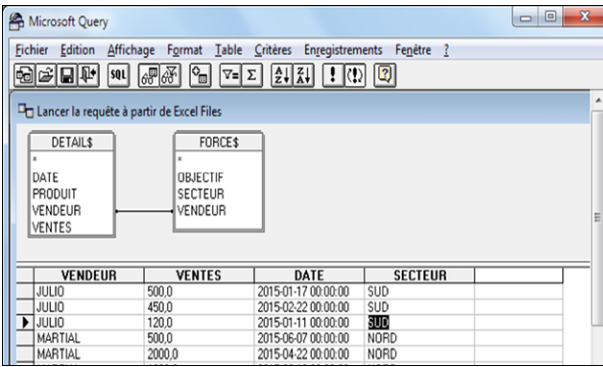 Microsoft Query
Fichier Edition Affichage Format Table Critères Enregistrements Fenêtre ?
SQL
Lancer la requête à partir de Excel Files
DETAIL$ FORCE$
* *
DATE OBJECTIF
PRODUIT SECTEUR
VENDEUR VENDEUR
VENTES
VENDEUR VENTES DATE SECTEUR
JULIO 500,0 2015-01-17 00:00:00 SUD
JULIO 450,0 2015-02-22 00:00:00 SUD
JULIO 120,0 2015-01-11 00:00:00 SUD
MARTIAL 500,0 2015-06-07 00:00:00 NORD
MARTIAL 2000,0 2015-04-22 00:00:00 NORD